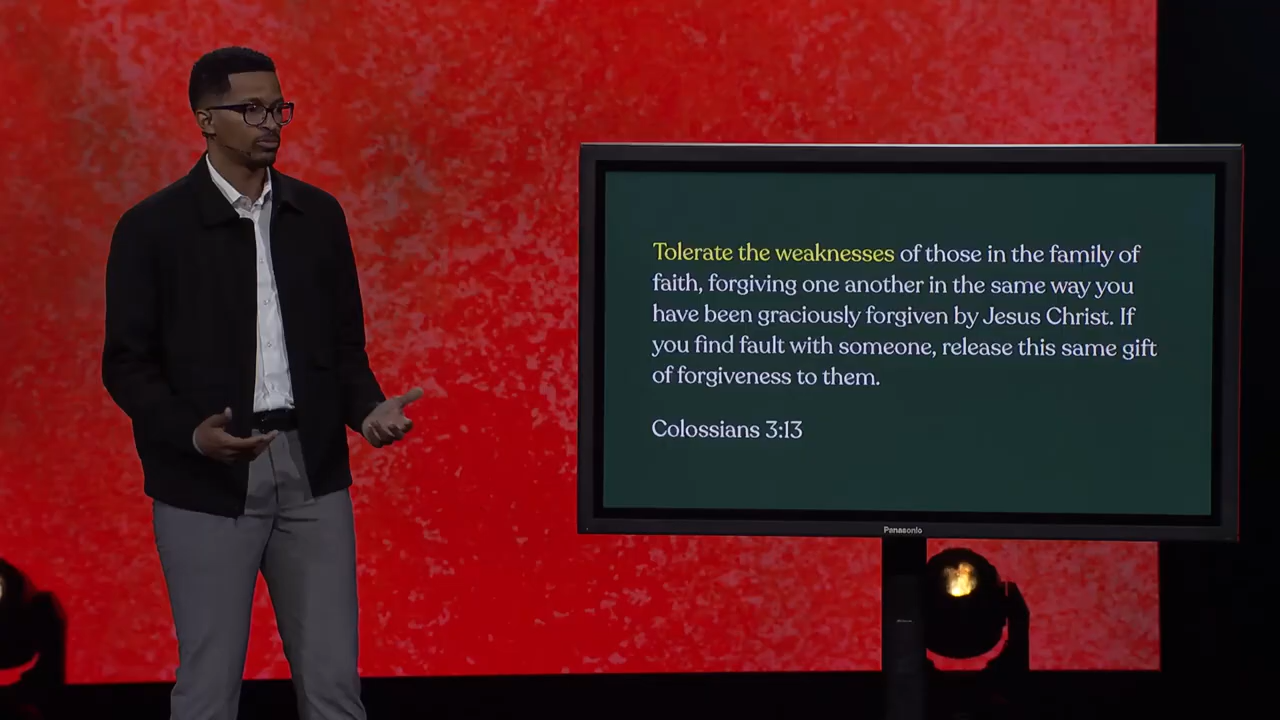 Tolerate the weaknesses of those in the family of
faith, forgiving one another in the same way you
have been graciously forgiven by Jesus Christ. If
you find fault with someone, release this same gift
of forgiveness to them.
Colossians 3:13
Panasonic